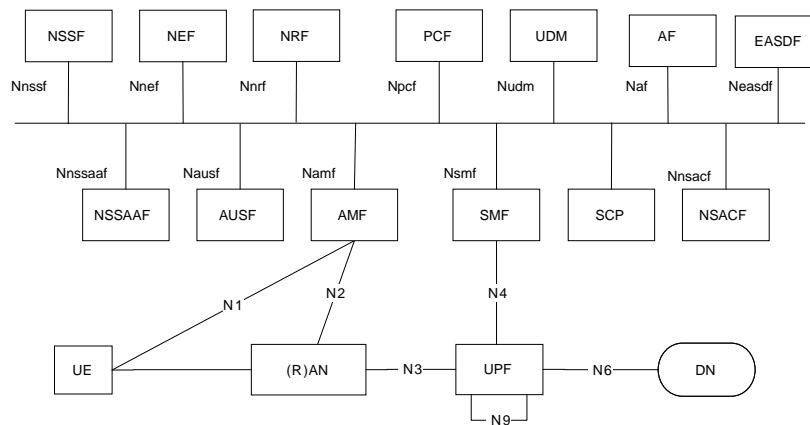 NSSF NEF NRF PCF UDM AF EASDF
Nnssf Nnef Nnrf Npcf Nudm Naf Neasdf
Nnssaaf Nausf Namf Nsmf Nnsacf
NSSAAF AUSF AMF SMF SCP NSACF
N1 N2 N4
UE (R)AN N3 UPF N6 DN
N9